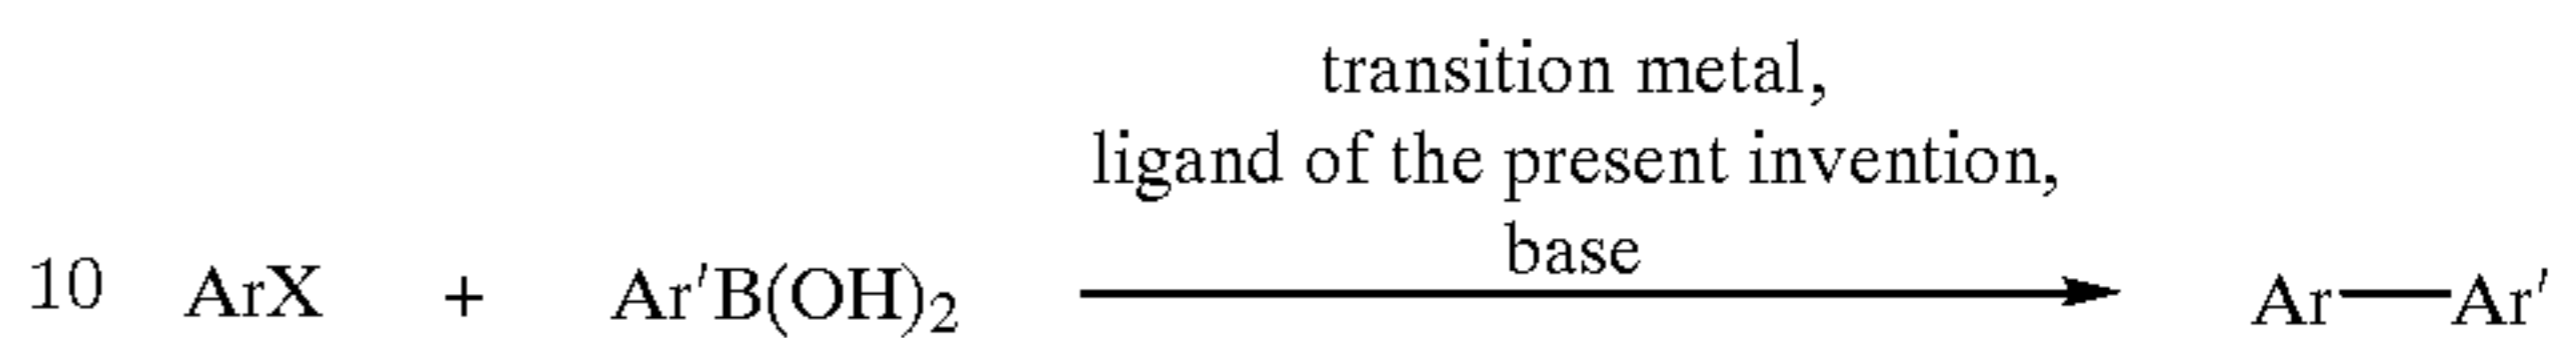 transition metal,
ligand of the present invention,
base
10 ArX + Ar′B(OH)₂ Ar—Ar′